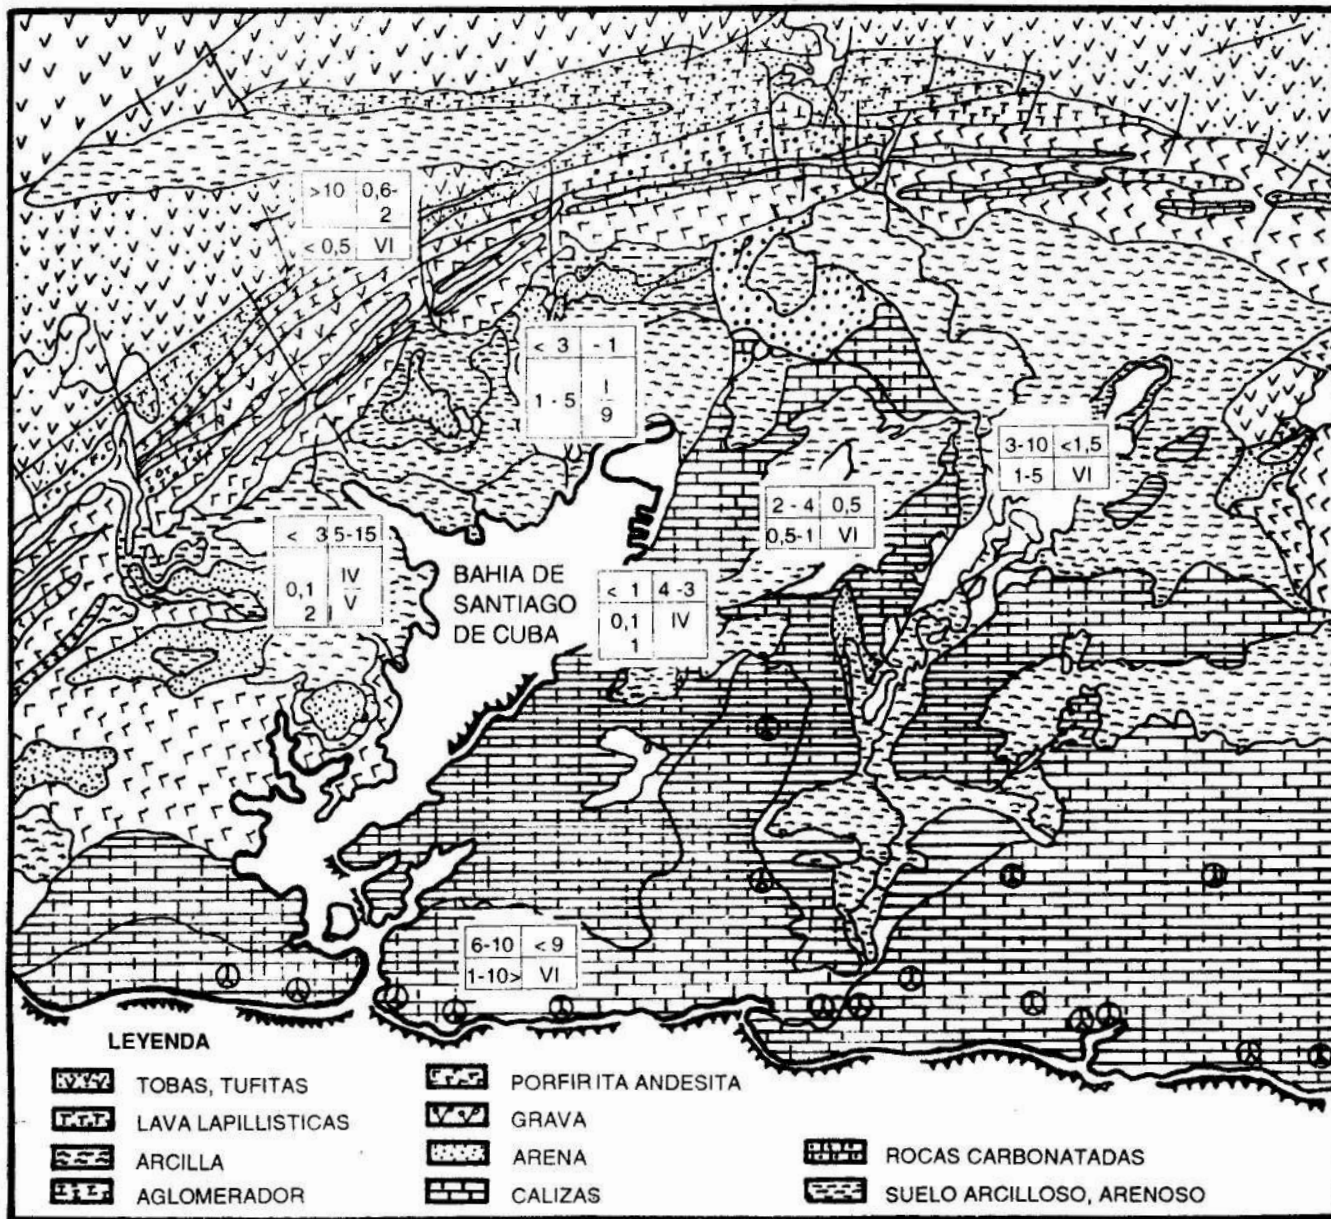 >10 0,6-
2
< 0,5 VI
< 3 - 1
1 - 5 I
9
3-10 <1,5
1-5 VI
2 - 4 0,5
0,5-1 VI
< 3 5-15
0,1 IV
2 V
BAHIA DE
SANTIAGO
DE CUBA
< 1 4 -3
0,1 IV
1
6-10 < 9
1-10> VI
LEYENDA
TOBAS, TUFITAS
LAVA LAPILLISTICAS
ARCILLA
AGLOMERADOR
PORFIRITA ANDESITA
GRAVA
ARENA
CALIZAS
ROCAS CARBONATADAS
SUELO ARCILLOSO, ARENOSO